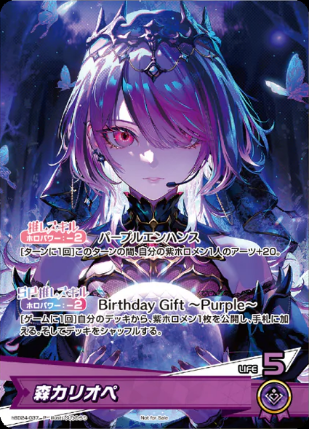 推しスキル
ホロパワー：-2
パープルエンハンス
[ターンに1回]このターンの間、自分の紫ホロメン1人のアーツ+20。
SP推しスキル
ホロパワー：-2
Birthday Gift ～Purple～
[ゲームに1回]自分のデッキから、紫ホロメン1枚を公開し、手札に加
える。そしてデッキをシャッフルする。
LIFE 5
森カリオペ
Not for Sale